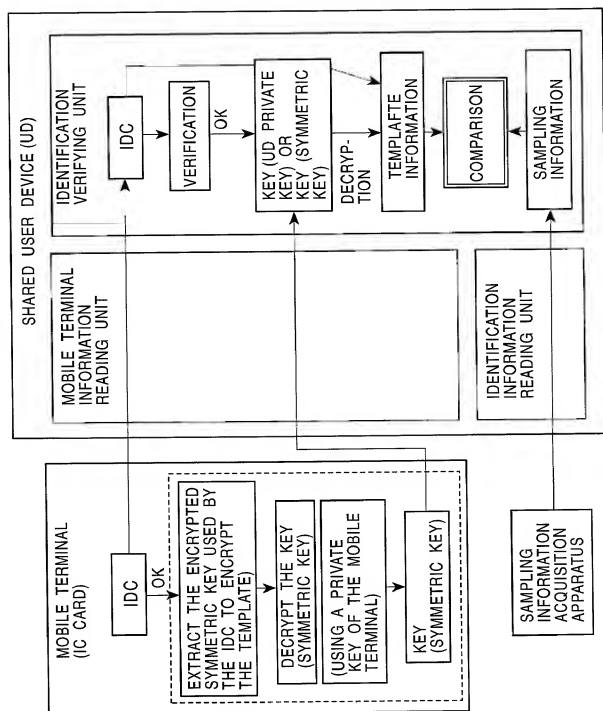 SHARED USER DEVICE (UD)
MOBILE TERMINAL
(IC CARD)
IDC
OK
EXTRACT THE ENCRYPTED
SYMMETRIC KEY USED BY
THE IDC TO ENCRYPT
THE TEMPLATE)
DECRYPT THE KEY
(SYMMETRIC KEY)
(USING A PRIVATE
KEY OF THE MOBILE
TERMINAL)
KEY
(SYMMETRIC KEY)
SAMPLING
INFORMATION
ACQUISITION
APPARATUS
MOBILE TERMINAL
INFORMATION
READING UNIT
IDENTIFICATION
INFORMATION
READING UNIT
IDENTIFICATION
VERIFYING UNIT
IDC
VERIFICATION
OK
KEY (UD PRIVATE
KEY) OR
KEY (SYMMETRIC
KEY)
DECRYP-
TION
TEMPLAFTE
INFORMATION
COMPARISON
SAMPLING
INFORMATION